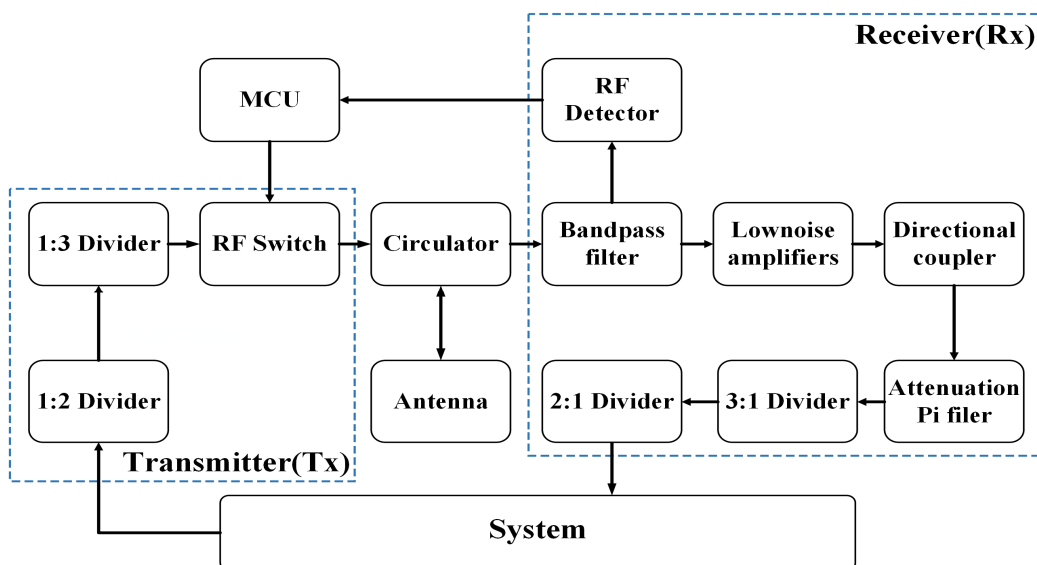 Receiver(Rx)
MCU
RF
Detector
1:3 Divider
RF Switch
Circulator
Bandpass
filter
Lownoise
amplifiers
Directional
coupler
1:2 Divider
Antenna
2:1 Divider
3:1 Divider
Attenuation
Pi filer
Transmitter(Tx)
System